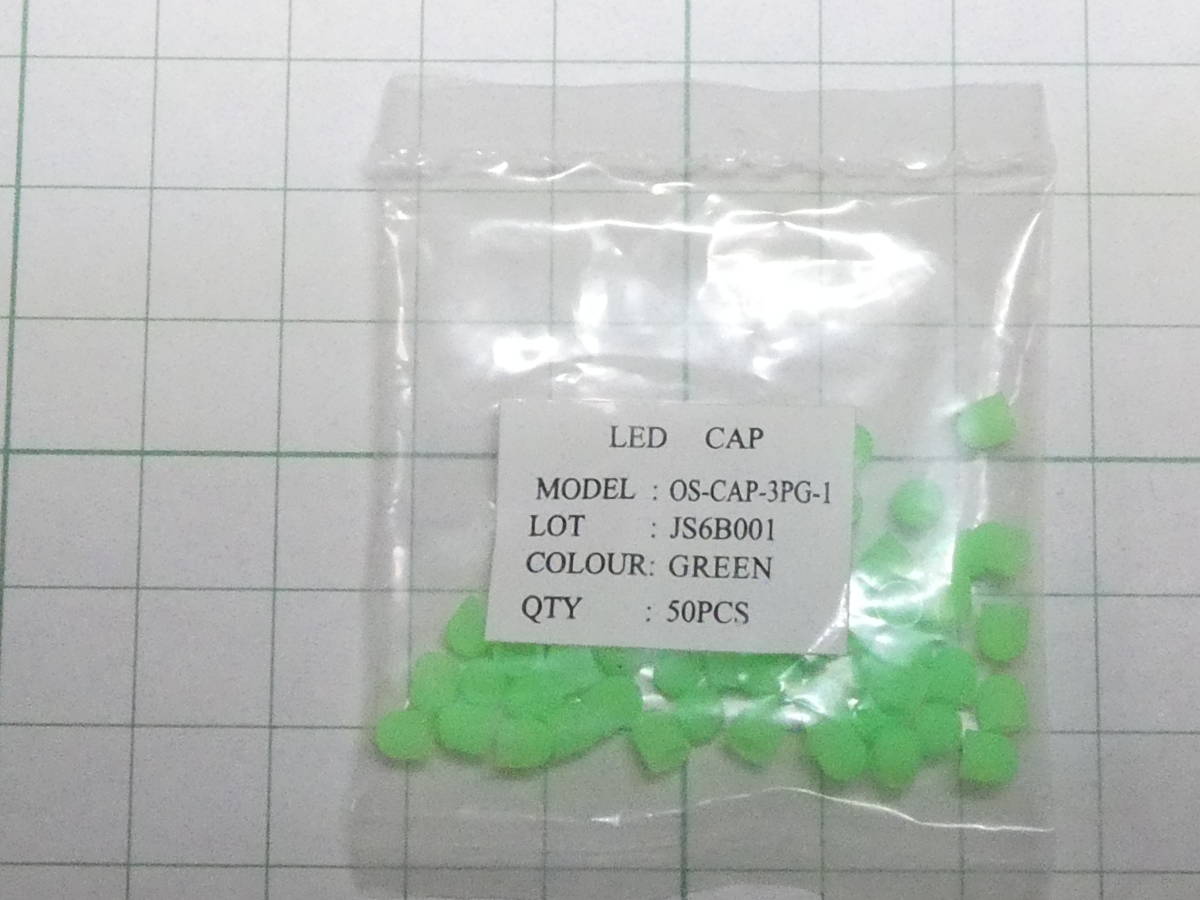 LED CAP
MODEL : OS-CAP-3PG-1
LOT : JS6B001
COLOUR: GREEN
QTY : 50PCS